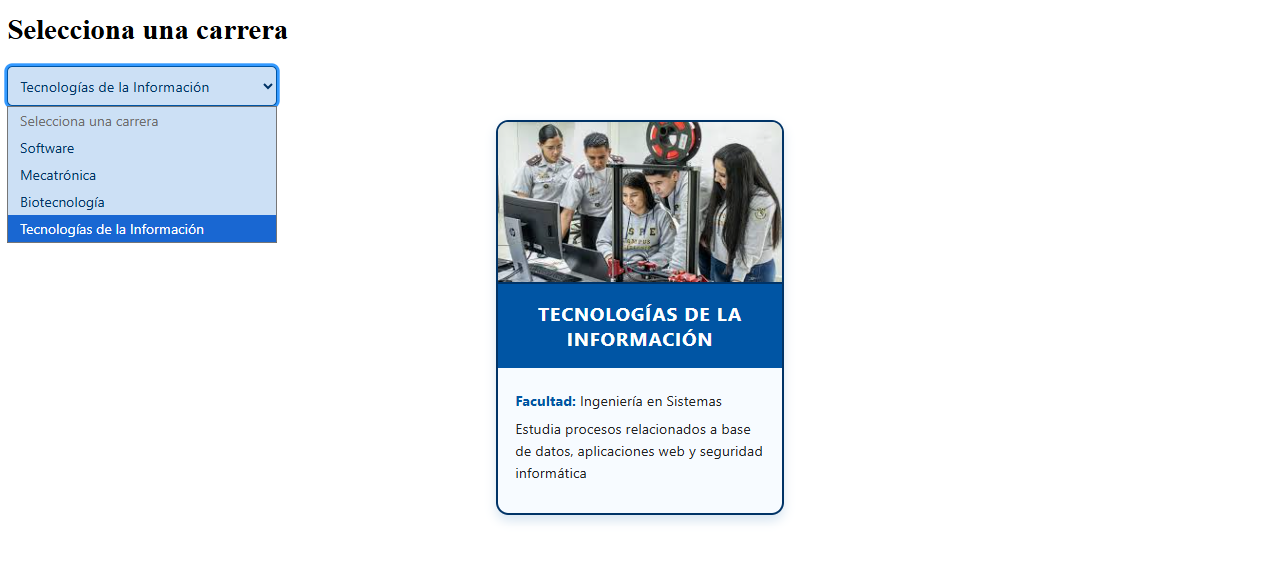 Selecciona una carrera
Tecnologías de la Información
Selecciona una carrera
Software
Mecatrónica
Biotecnología
Tecnologías de la Información
TECNOLOGÍAS DE LA
INFORMACIÓN
Facultad: Ingeniería en Sistemas
Estudia procesos relacionados a base
de datos, aplicaciones web y seguridad
informática